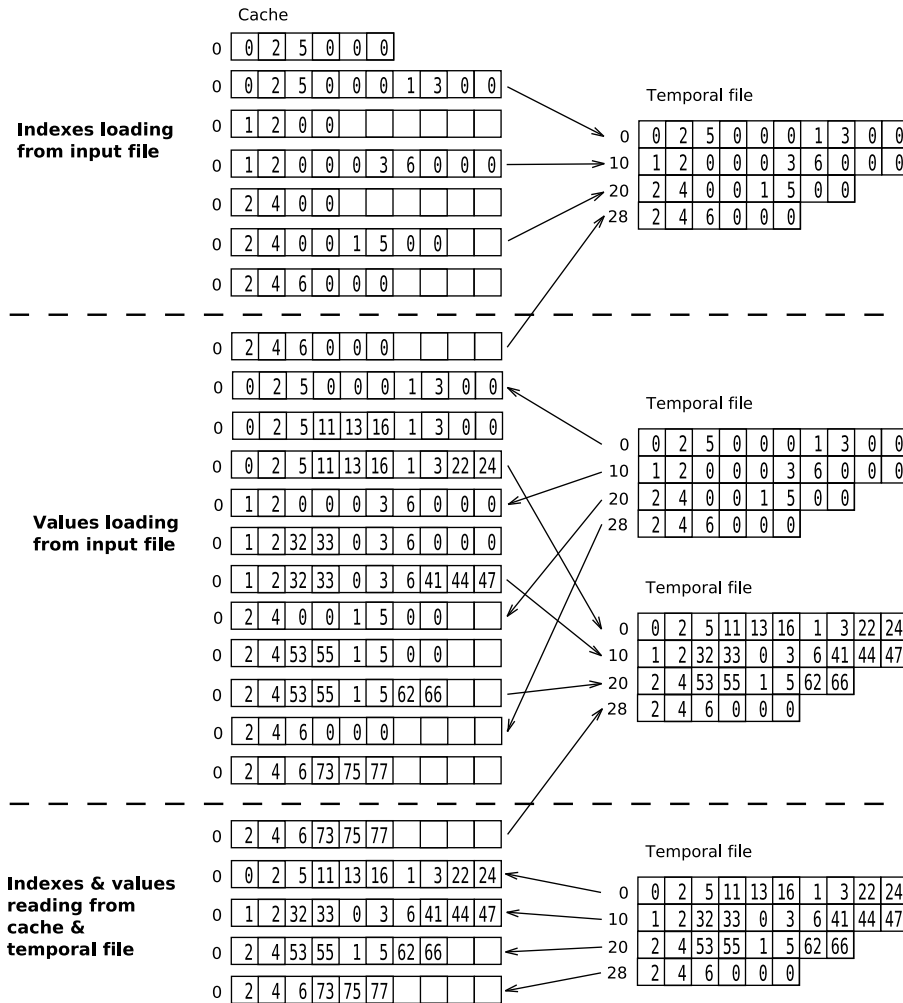 Cache
0 0 2 5 0 0 0
0 0 2 5 0 0 0 1 3 0 0
0 1 2 0 0
0 1 2 0 0 0 3 6 0 0 0
0 2 4 0 0
0 2 4 0 0 1 5 0 0
0 2 4 6 0 0 0
Indexes loading
from input file
Temporal file
0 0 2 5 0 0 0 1 3 0 0
10 1 2 0 0 0 3 6 0 0 0
20 2 4 0 0 1 5 0 0
28 2 4 6 0 0 0
0 2 4 6 0 0 0
0 0 2 5 0 0 0 1 3 0 0
0 0 2 5 11 13 16 1 3 0 0
0 0 2 5 11 13 16 1 3 22 24
0 1 2 0 0 0 3 6 0 0 0
0 1 2 32 33 0 3 6 0 0 0
0 1 2 32 33 0 3 6 41 44 47
0 2 4 0 0 1 5 0 0
0 2 4 53 55 1 5 0 0
0 2 4 53 55 1 5 62 66
0 2 4 6 0 0 0
0 2 4 6 73 75 77
Values loading
from input file
Temporal file
0 0 2 5 0 0 0 1 3 0 0
10 1 2 0 0 0 3 6 0 0 0
20 2 4 0 0 1 5 0 0
28 2 4 6 0 0 0
Temporal file
0 0 2 5 11 13 16 1 3 22 24
10 1 2 32 33 0 3 6 41 44 47
20 2 4 53 55 1 5 62 66
28 2 4 6 0 0 0
0 2 4 6 73 75 77
0 0 2 5 11 13 16 1 3 22 24
0 1 2 32 33 0 3 6 41 44 47
0 2 4 53 55 1 5 62 66
0 2 4 6 73 75 77
Indexes & values
reading from
cache &
temporal file
Temporal file
0 0 2 5 11 13 16 1 3 22 24
10 1 2 32 33 0 3 6 41 44 47
20 2 4 53 55 1 5 62 66
28 2 4 6 0 0 0